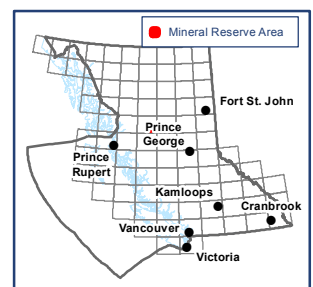 Mineral Reserve Area
Fort St. John
Prince
George
Prince
Rupert
Kamloops
Cranbrook
Vancouver
Victoria